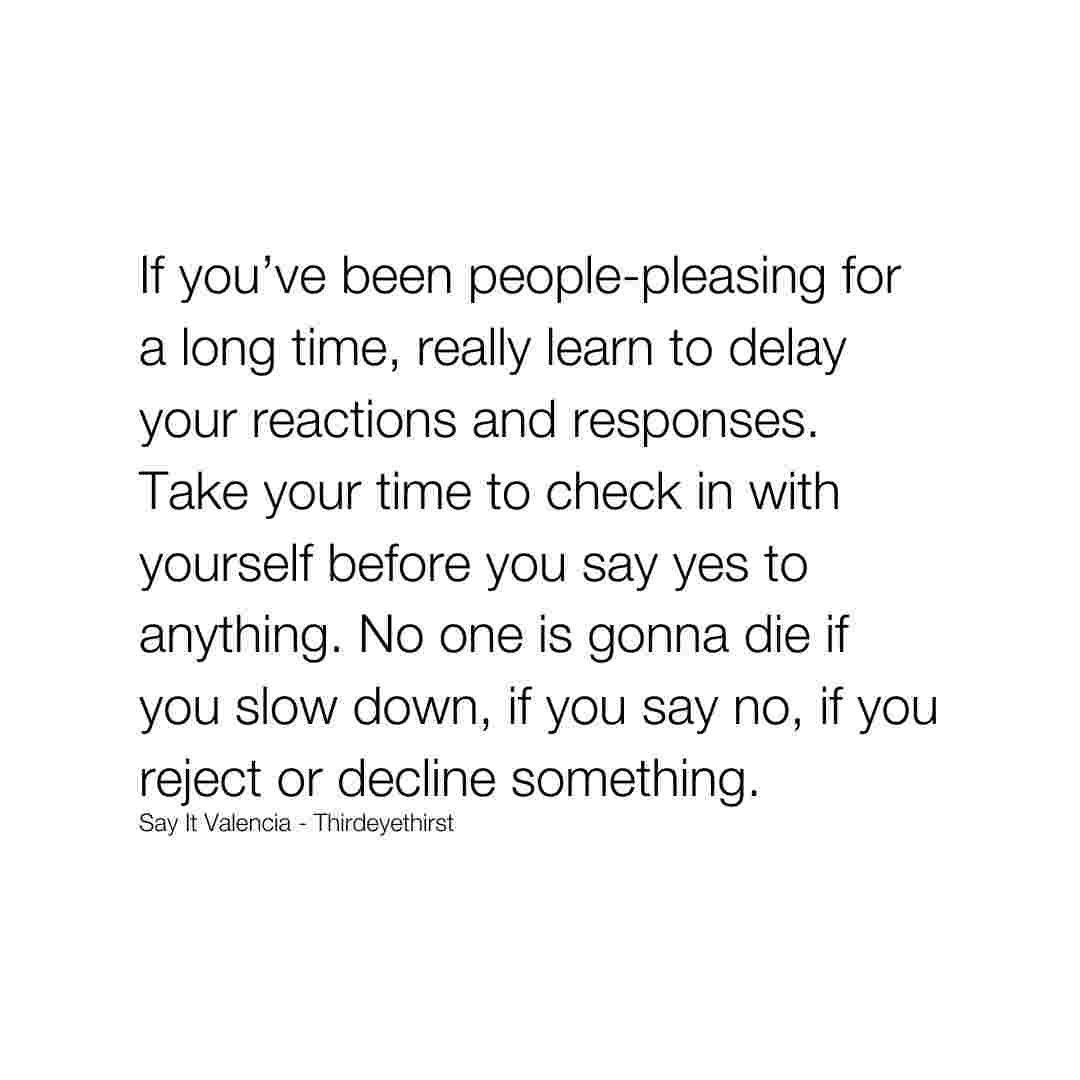 If you’ve been people-pleasing for
a long time, really learn to delay
your reactions and responses.
Take your time to check in with
yourself before you say yes to
anything. No one is gonna die if
you slow down, if you say no, if you
reject or decline something.
Say It Valencia - Thirdeyethirst